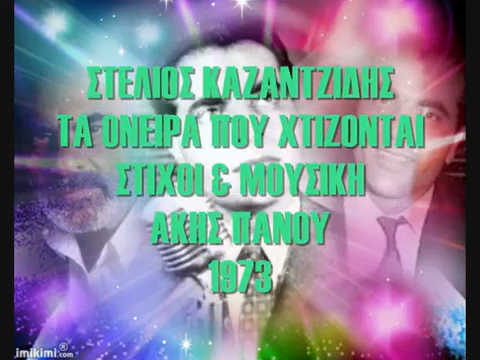 ΣΤΕΛΙΟΣ ΚΑΖΑΝΤΖΙΔΗΣ
ΤΑ ΟΝΕΙΡΑ ΠΟΥ ΧΤΙΖΟΝΤΑΙ
ΣΤΙΧΟΙ & ΜΟΥΣΙΚΗ
ΑΚΗΣ ΠΑΝΟΥ
1973
imikimi.com®